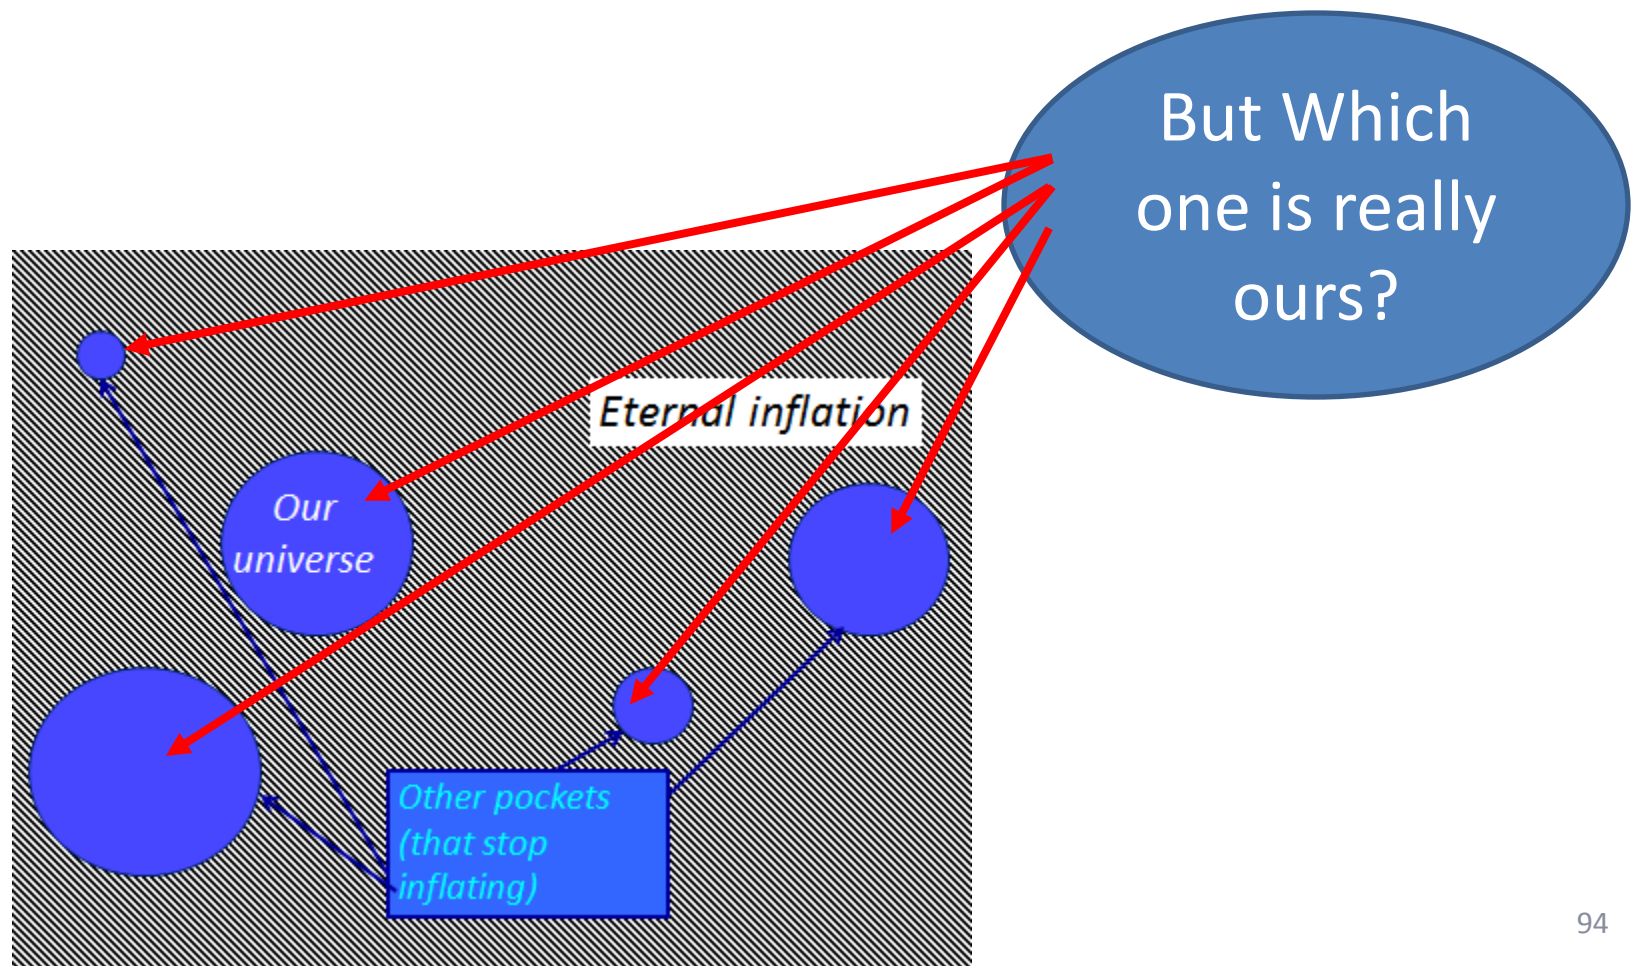 But Which
one is really
ours?
Eternal inflation
Our
universe
Other pockets
(that stop
inflating)
94